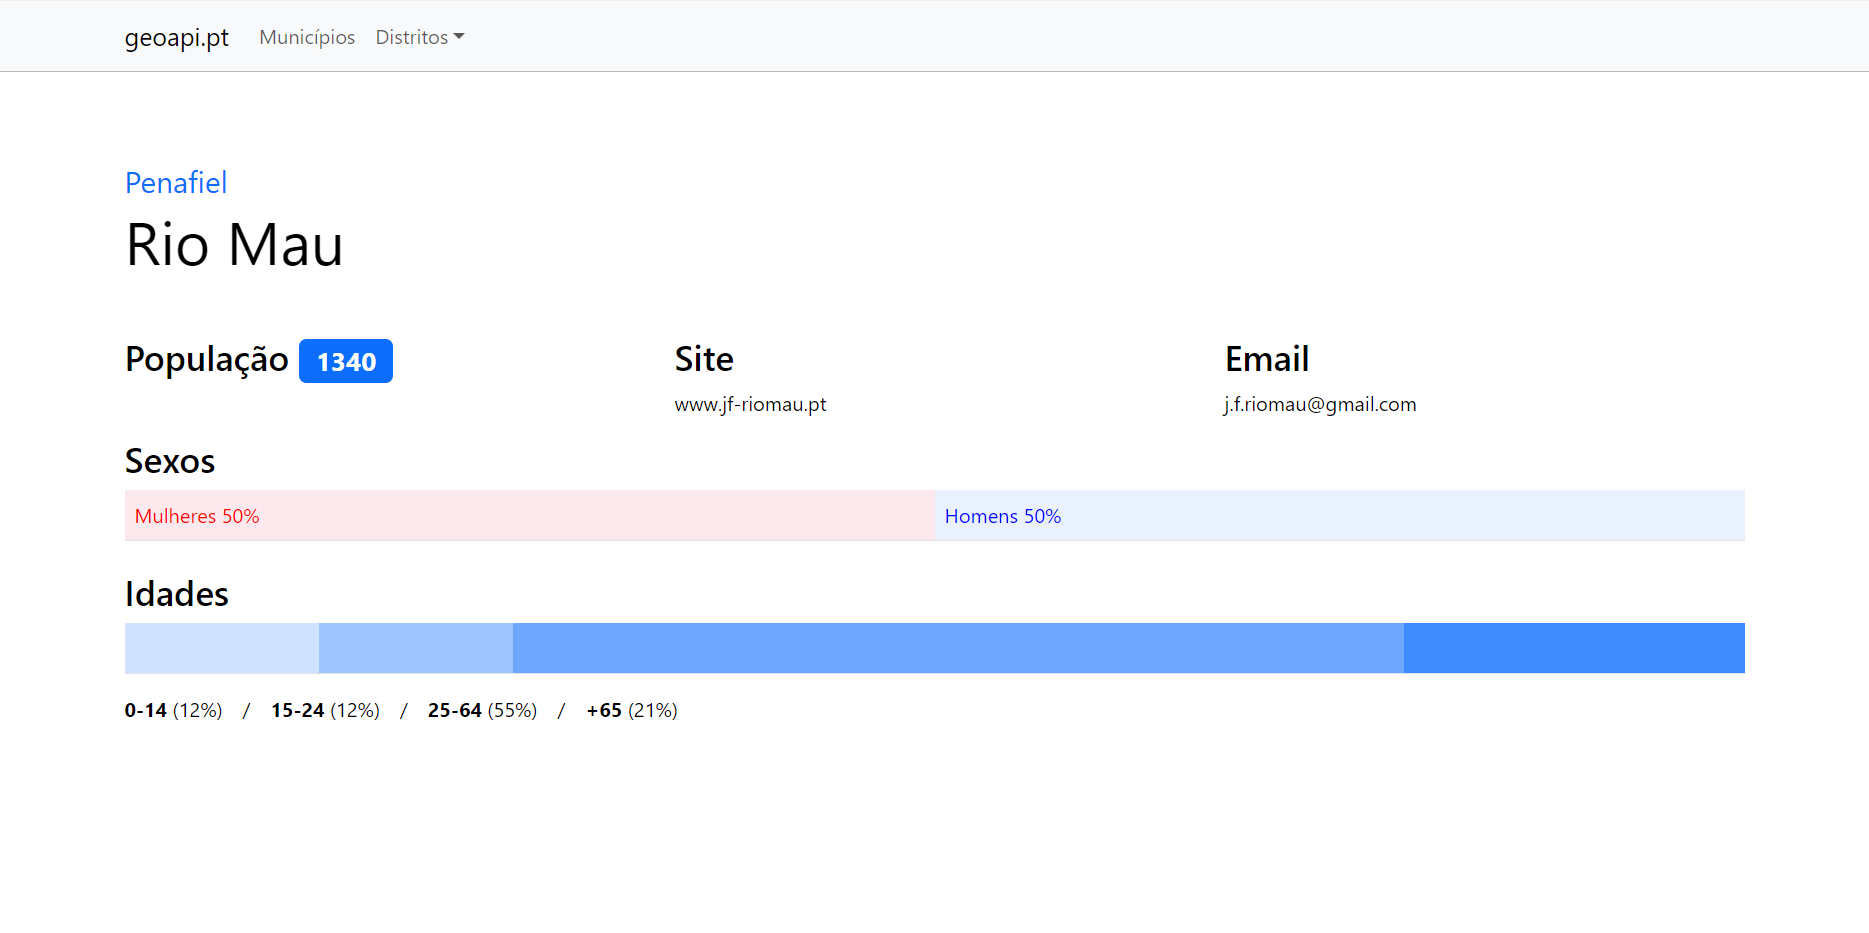 geoapi.pt Municípios Distritos
Penafiel
Rio Mau
População 1340
Site
www.jf-riomau.pt
Email
j.f.riomau@gmail.com
Sexos
Mulheres 50% Homens 50%
Idades
0-14 (12%) / 15-24 (12%) / 25-64 (55%) / +65 (21%)